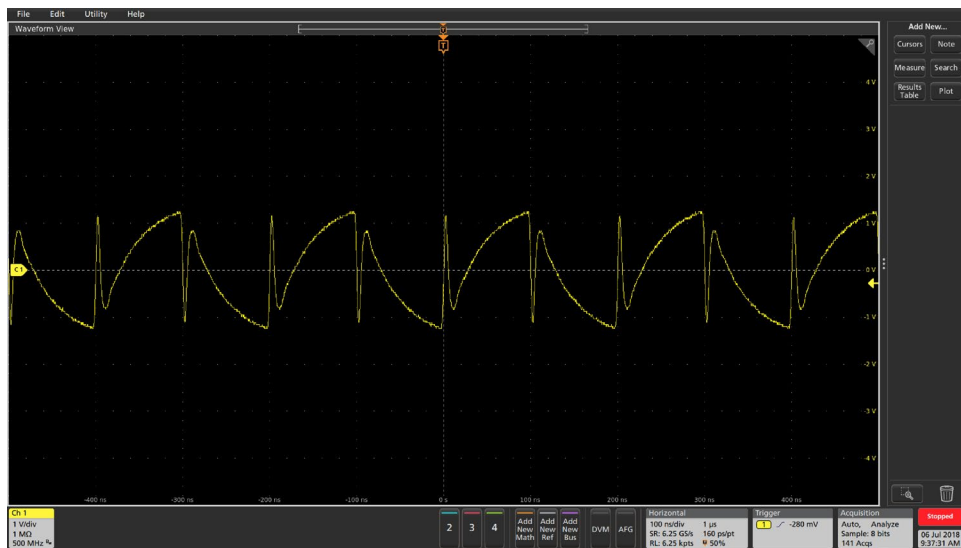 File Edit Utility Help
Waveform View
T
T
Add New...
Cursors Note
Measure Search
Results Table Plot
4 V
2 V
1 V
C 1
0 V
-1 V
-2 V
-3 V
-4 V
-400 ns -300 ns -200 ns -100 ns 0 s 100 ns 200 ns 300 ns 400 ns
Ch 1
1 V/div
1 MΩ
500 MHz
2 3 4
Add New Math
Add New Ref
Add New Bus
DVM AFG
Horizontal
100 ns/div 1 µs
SR: 6.25 GS/s 160 ps/pt
RL: 6.25 kpts 50%
Trigger
1 -280 mV
Acquisition
Auto, Analyze
Sample: 8 bits
141 Acqs
Stopped
06 Jul 2018
9:37:31 AM